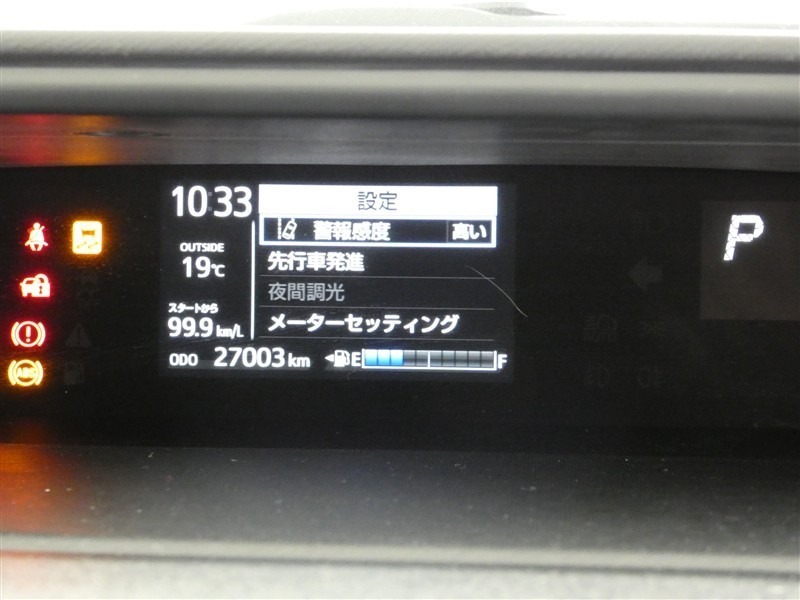 10:33
設定
警報感度 高い
OUTSIDE
19℃
先行車発進
夜間調光
スタートから
99.9 km/L
メーターセッティング
ODO 27003 km
E F
P
ABS